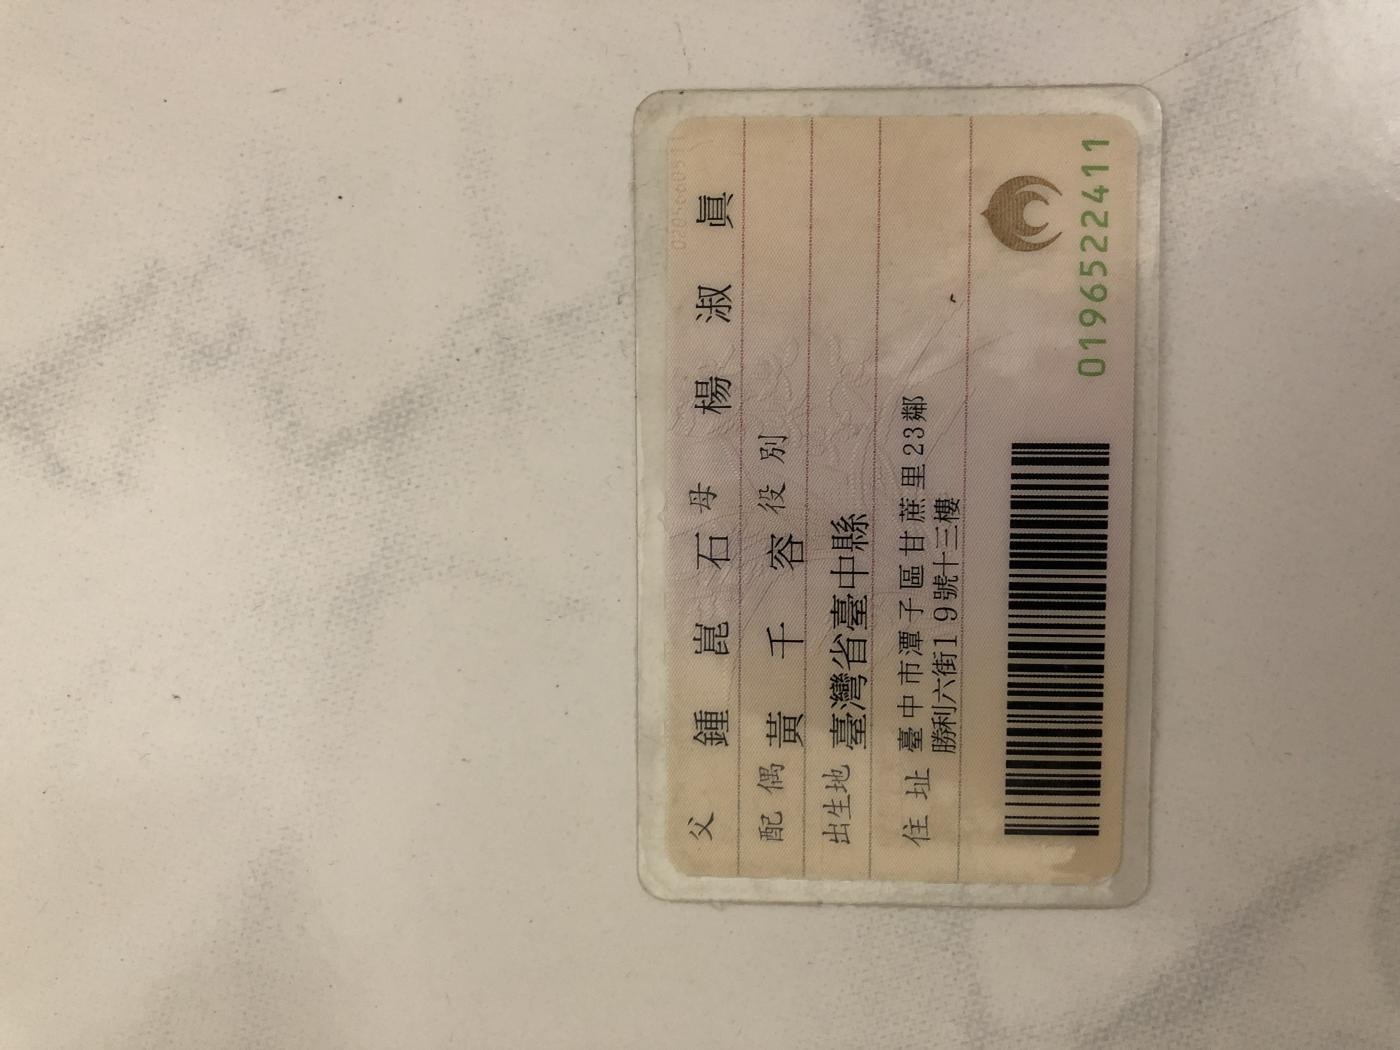 父 鍾崑石 母 楊淑眞
配偶 黃千容 役別
出生地 臺灣省臺中縣
住址 臺中市潭子區甘蔗里23鄰
勝利六街19號十三樓
0196522411